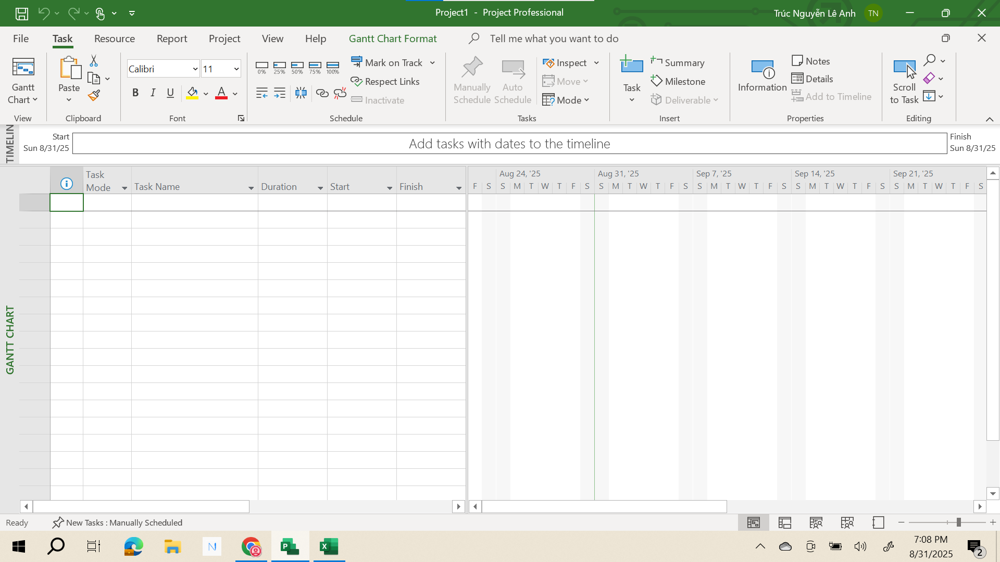 Project1 - Project Professional
Trúc Nguyễn Lê Anh TN
File Task Resource Report Project View Help Gantt Chart Format Tell me what you want to do
Gantt Chart
View
Paste
Clipboard
Calibri 11
B I U A
Font
0% 25% 50% 75% 100%
Mark on Track
Respect Links
Inactivate
Schedule
Manually Schedule
Auto Schedule
Inspect
Move
Mode
Tasks
Task
Summary
Milestone
Deliverable
Insert
Information
Notes
Details
Add to Timeline
Properties
Scroll to Task
Editing
TIMELIN
Start
Sun 8/31/25
Add tasks with dates to the timeline
Finish
Sun 8/31/25
Task Mode Task Name Duration Start Finish
Aug 24, '25 Aug 31, '25 Sep 7, '25 Sep 14, '25 Sep 21, '25
F S S M T W T F S S M T W T F S S M T W T F S S M T W T F S S M T W T F S
GANTT CHART
Ready New Tasks : Manually Scheduled
7:08 PM
8/31/2025
2